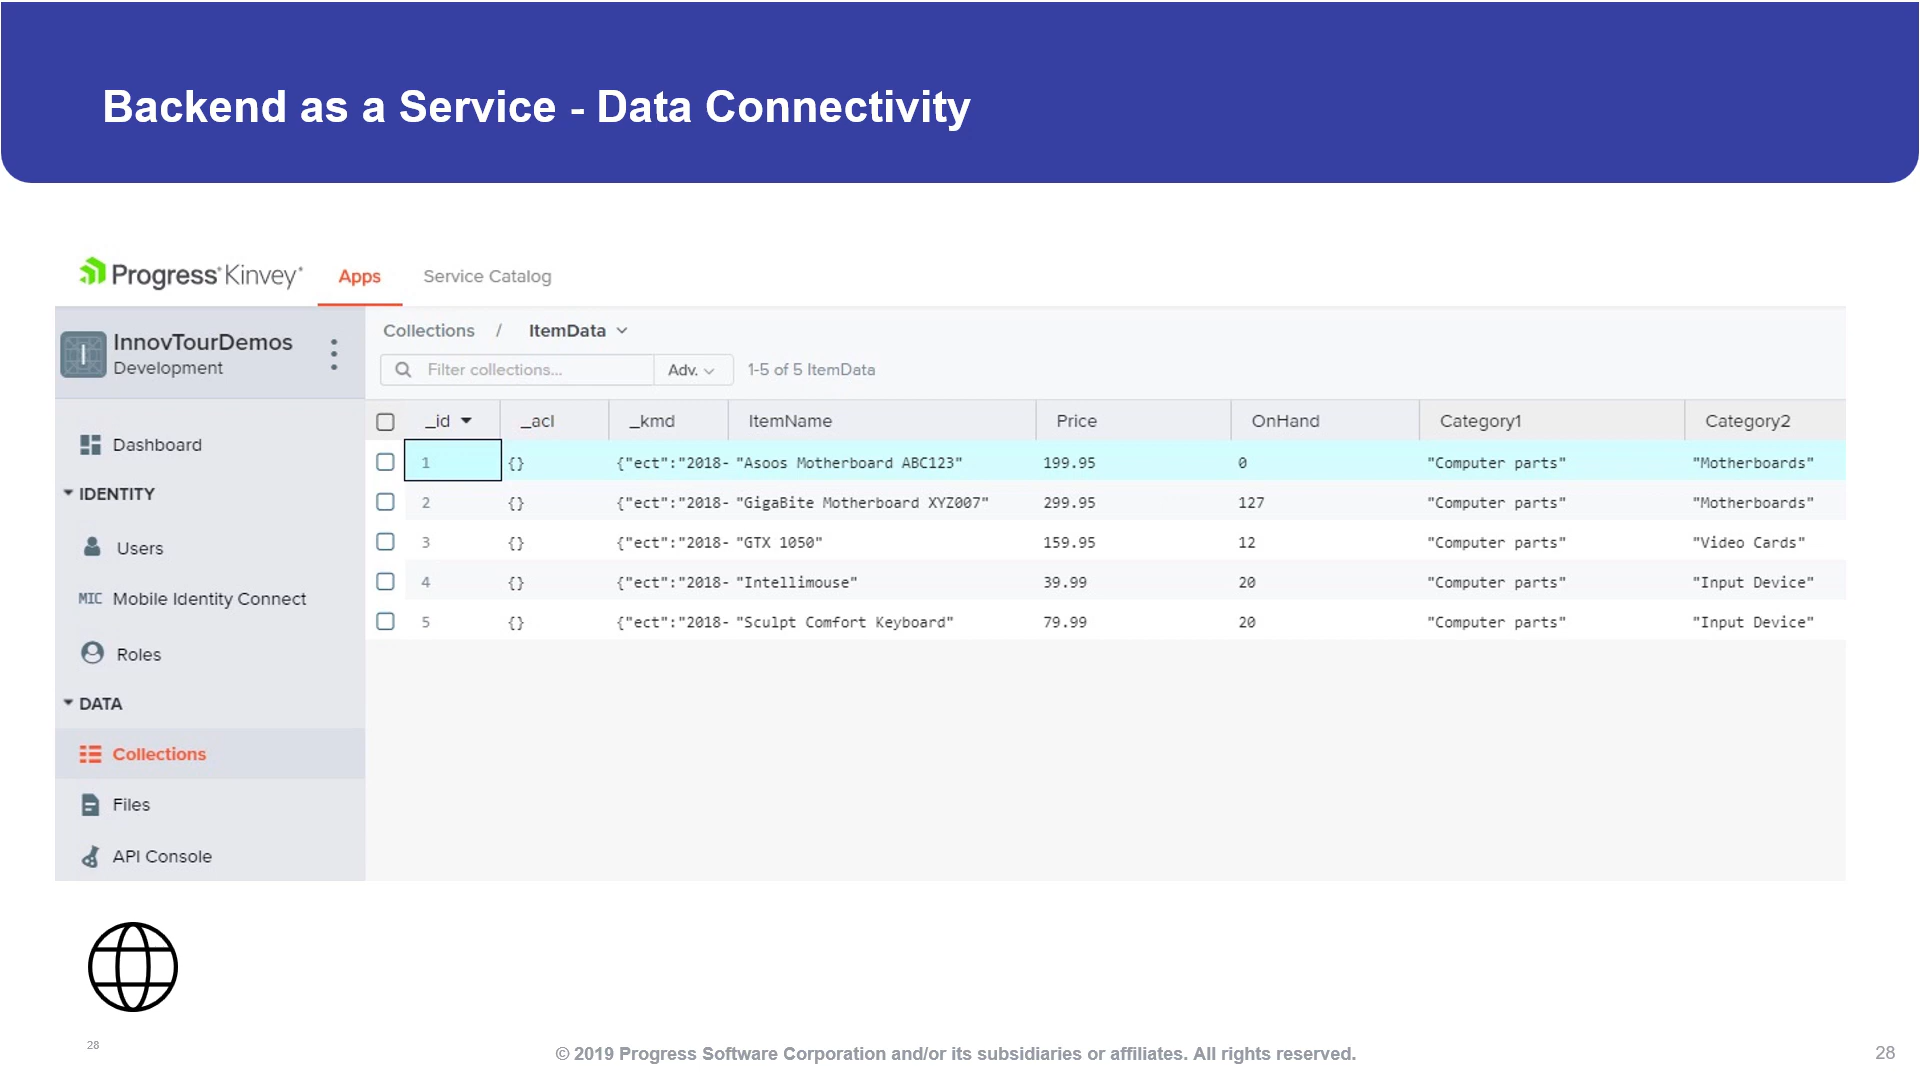 Backend as a Service - Data Connectivity
Progress Kinvey Apps Service Catalog
I InnovTourDemos
Development
Dashboard
IDENTITY
Users
MIC Mobile Identity Connect
Roles
DATA
Collections
Files
API Console
Collections / ItemData
Filter collections... Adv. 1-5 of 5 ItemData
_id _acl _kmd ItemName Price OnHand Category1 Category2
1 {} {"ect":"2018- "Asoos Motherboard ABC123" 199.95 0 "Computer parts" "Motherboards"
2 {} {"ect":"2018- "GigaBite Motherboard XYZ007" 299.95 127 "Computer parts" "Motherboards"
3 {} {"ect":"2018- "GTX 1050" 159.95 12 "Computer parts" "Video Cards"
4 {} {"ect":"2018- "Intellimouse" 39.99 20 "Computer parts" "Input Device"
5 {} {"ect":"2018- "Sculpt Comfort Keyboard" 79.99 20 "Computer parts" "Input Device"
28
© 2019 Progress Software Corporation and/or its subsidiaries or affiliates. All rights reserved.
28